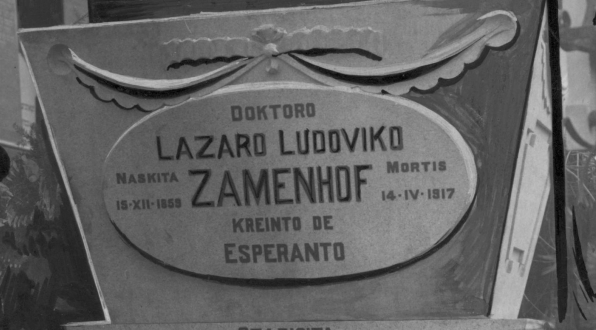 DOKTORO
LAZARO LUDOVIKO
NASKITA ZAMENHOF MORTIS
15·XII·1859 14·IV·1917
KREINTO DE
ESPERANTO